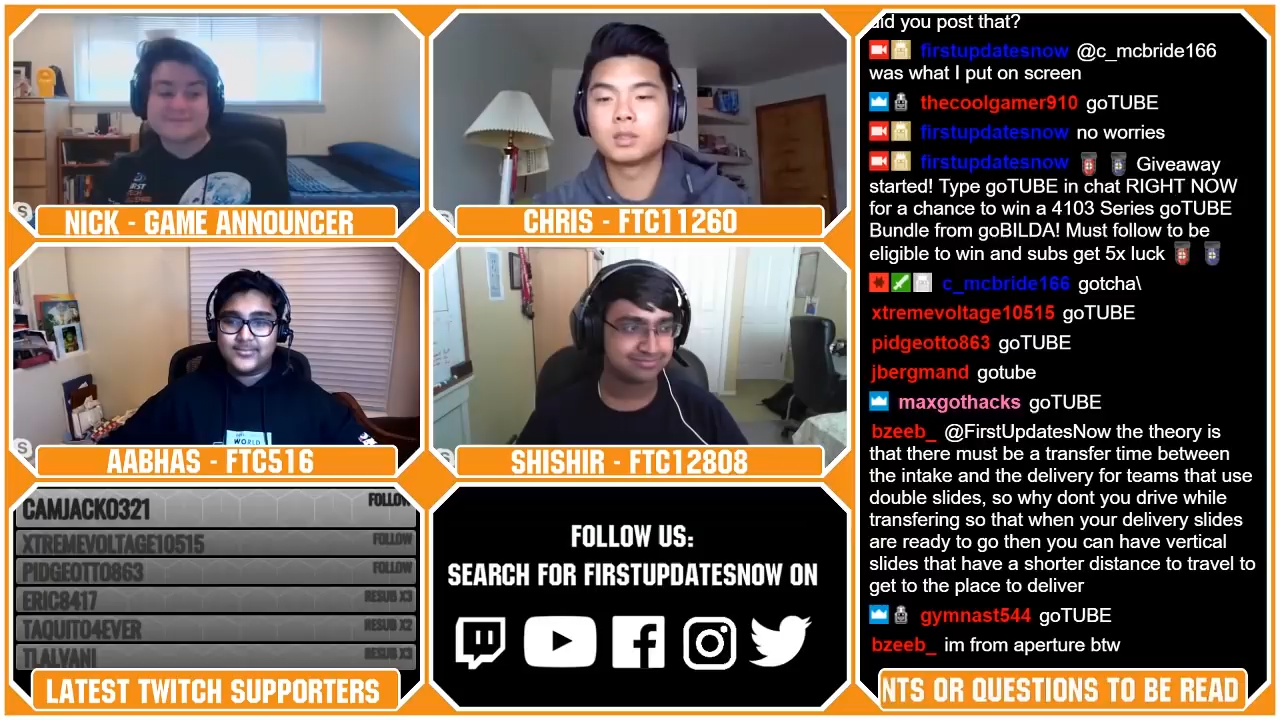 NICK - GAME ANNOUNCER
CHRIS - FTC11260
AABHAS - FTC516
WORLD
SHISHIR - FTC12808
CAMJACKO321 FOLLOW
XTREMEVOLTAGE10515 FOLLOW
PIDGEOTTO863 FOLLOW
ERIC8417 RESUB X3
TAQUITO4EVER RESUB X2
TLALVANI RESUB X3
LATEST TWITCH SUPPORTERS
FOLLOW US:
SEARCH FOR FIRSTUPDATESNOW ON
did you post that?
firstupdatesnow @c_mcbride166
was what I put on screen
thecoolgamer910 goTUBE
firstupdatesnow no worries
firstupdatesnow Giveaway
started! Type goTUBE in chat RIGHT NOW
for a chance to win a 4103 Series goTUBE
Bundle from goBILDA! Must follow to be
eligible to win and subs get 5x luck
c_mcbride166 gotcha\
xtremevoltage10515 goTUBE
pidgeotto863 goTUBE
jbergmand gotube
maxgothacks goTUBE
bzeeb_ @FirstUpdatesNow the theory is
that there must be a transfer time between
the intake and the delivery for teams that use
double slides, so why dont you drive while
transfering so that when your delivery slides
are ready to go then you can have vertical
slides that have a shorter distance to travel to
get to the place to deliver
gymnast544 goTUBE
bzeeb_ im from aperture btw
NTS OR QUESTIONS TO BE READ